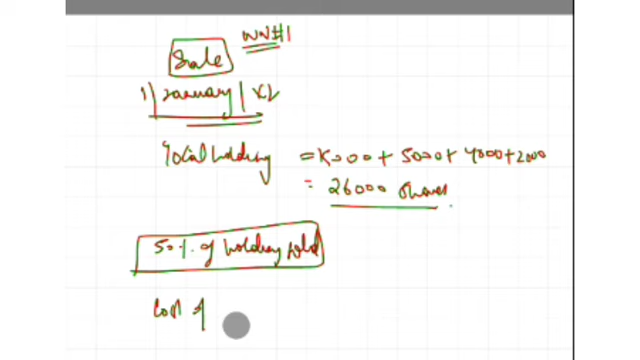 WN#1
Sale
1 | January | X2
Total holding = 15000 + 5000 + 4000 + 2000
= 26000 Shares
50% of holding sold
Cost of